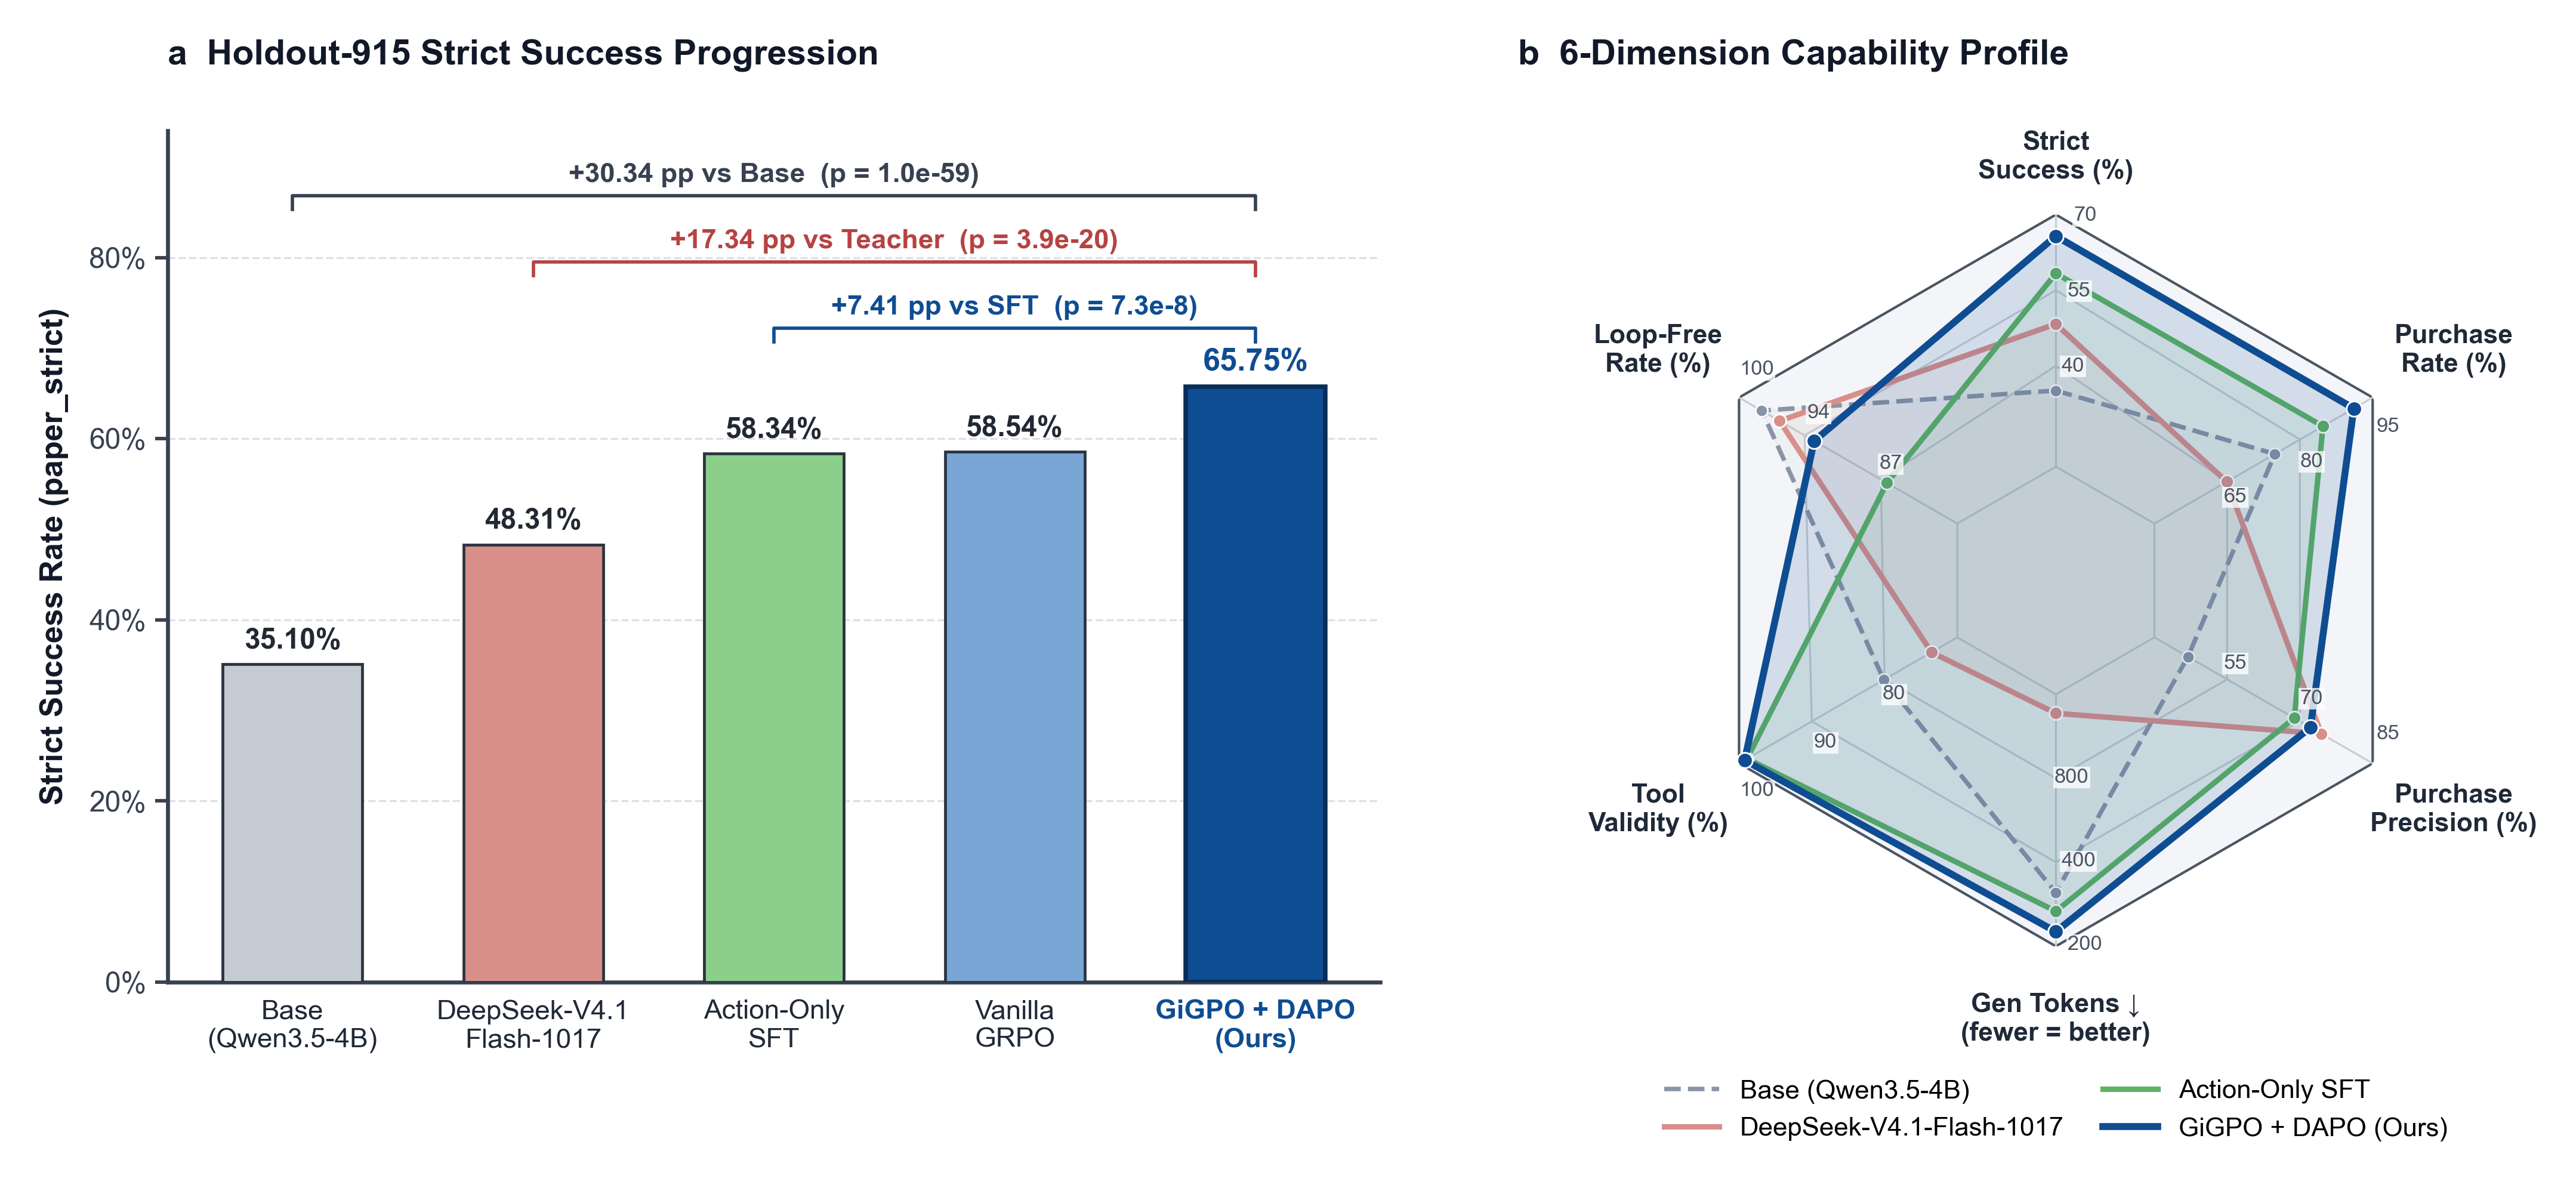 a Holdout-915 Strict Success Progression
+30.34 pp vs Base (p = 1.0e-59)
+17.34 pp vs Teacher (p = 3.9e-20)
+7.41 pp vs SFT (p = 7.3e-8)
Strict Success Rate (paper_strict)
80%
60%
40%
20%
0%
35.10%
48.31%
58.34%
58.54%
65.75%
Base
(Qwen3.5-4B)
DeepSeek-V4.1
Flash-1017
Action-Only
SFT
Vanilla
GRPO
GiGPO + DAPO
(Ours)
b 6-Dimension Capability Profile
Strict
Success (%)
70
55
40
Purchase
Rate (%)
95
80
65
Purchase
Precision (%)
85
70
55
Gen Tokens ↓
(fewer = better)
200
400
800
Tool
Validity (%)
100
90
80
Loop-Free
Rate (%)
100
94
87
Base (Qwen3.5-4B)
DeepSeek-V4.1-Flash-1017
Action-Only SFT
GiGPO + DAPO (Ours)